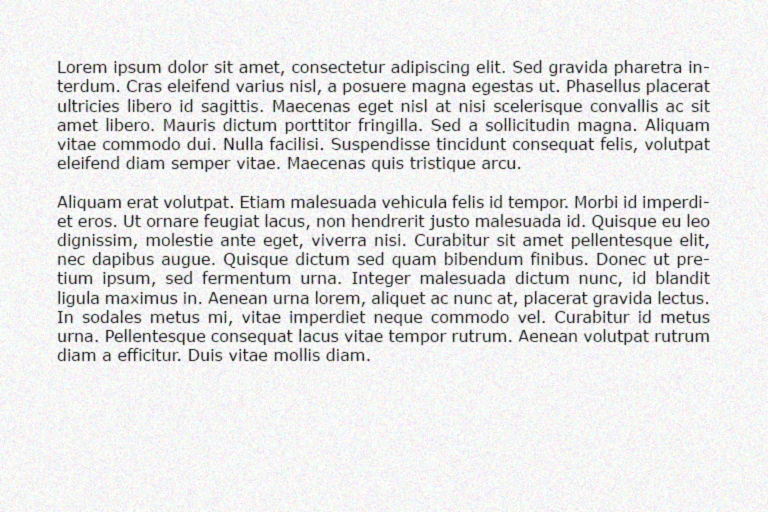 Lorem ipsum dolor sit amet, consectetur adipiscing elit. Sed gravida pharetra in-
terdum. Cras eleifend varius nisl, a posuere magna egestas ut. Phasellus placerat
ultricies libero id sagittis. Maecenas eget nisl at nisi scelerisque convallis ac sit
amet libero. Mauris dictum porttitor fringilla. Sed a sollicitudin magna. Aliquam
vitae commodo dui. Nulla facilisi. Suspendisse tincidunt consequat felis, volutpat
eleifend diam semper vitae. Maecenas quis tristique arcu.

Aliquam erat volutpat. Etiam malesuada vehicula felis id tempor. Morbi id imperdi-
et eros. Ut ornare feugiat lacus, non hendrerit justo malesuada id. Quisque eu leo
dignissim, molestie ante eget, viverra nisi. Curabitur sit amet pellentesque elit,
nec dapibus augue. Quisque dictum sed quam bibendum finibus. Donec ut pre-
tium ipsum, sed fermentum urna. Integer malesuada dictum nunc, id blandit
ligula maximus in. Aenean urna lorem, aliquet ac nunc at, placerat gravida lectus.
In sodales metus mi, vitae imperdiet neque commodo vel. Curabitur id metus
urna. Pellentesque consequat lacus vitae tempor rutrum. Aenean volutpat rutrum
diam a efficitur. Duis vitae mollis diam.